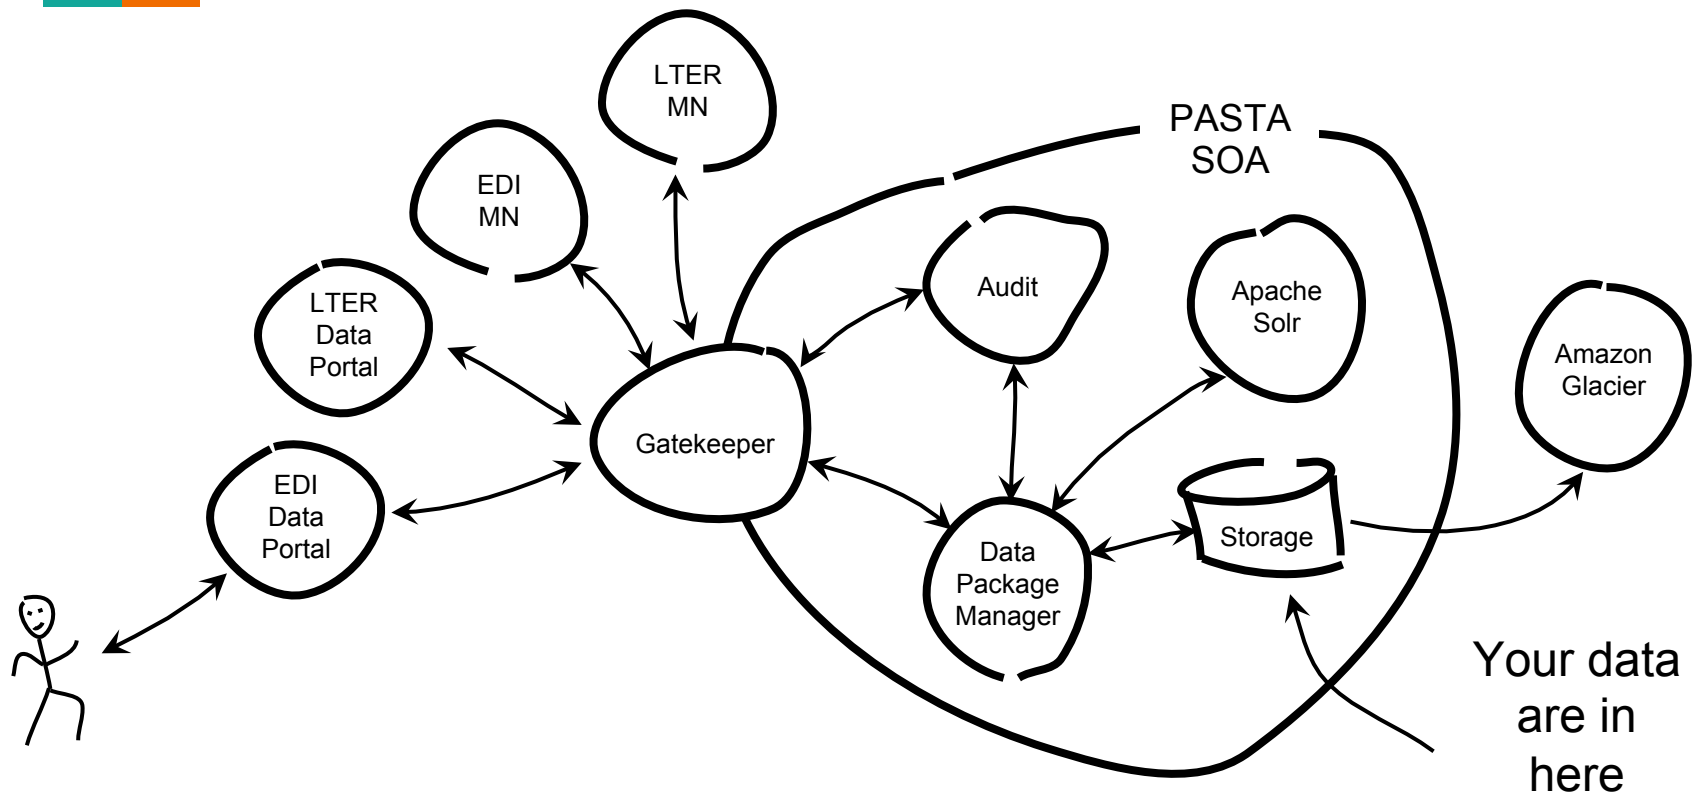 LTER
MN
EDI
MN
LTER
Data
Portal
EDI
Data
Portal
Gatekeeper
PASTA
SOA
Audit
Apache
Solr
Data
Package
Manager
Storage
Amazon
Glacier
Your data
are in
here